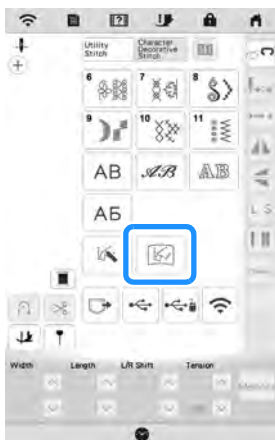 Utility
Stitch
Character
Decorative
Stitch
6 7 8
9 10 11
AB AB AB
АБ
L S
Width Length L/R Shift Tension